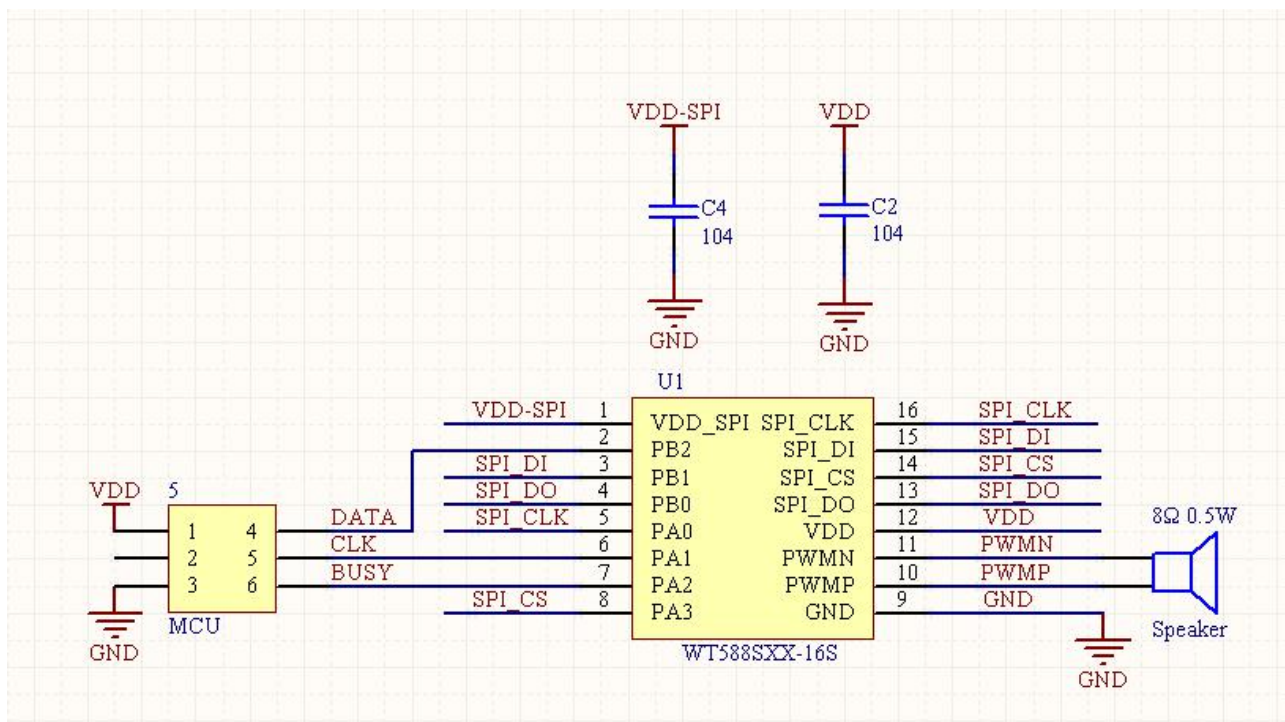 VDD-SPI VDD
C4 C2
104 104
GND GND
U1
VDD-SPI 1 VDD_SPI SPI_CLK 16 SPI_CLK
2 PB2 SPI_DI 15 SPI_DI
SPI_DI 3 PB1 SPI_CS 14 SPI_CS
SPI_DO 4 PB0 SPI_DO 13 SPI_DO
SPI_CLK 5 PA0 VDD 12 VDD
6 PA1 PWMN 11 PWMN
7 PA2 PWMP 10 PWMP
SPI_CS 8 PA3 GND 9 GND
WT588SXX-16S
VDD 5
1 4 DATA
2 5 CLK
3 6 BUSY
MCU
GND
8Ω 0.5W
Speaker
GND